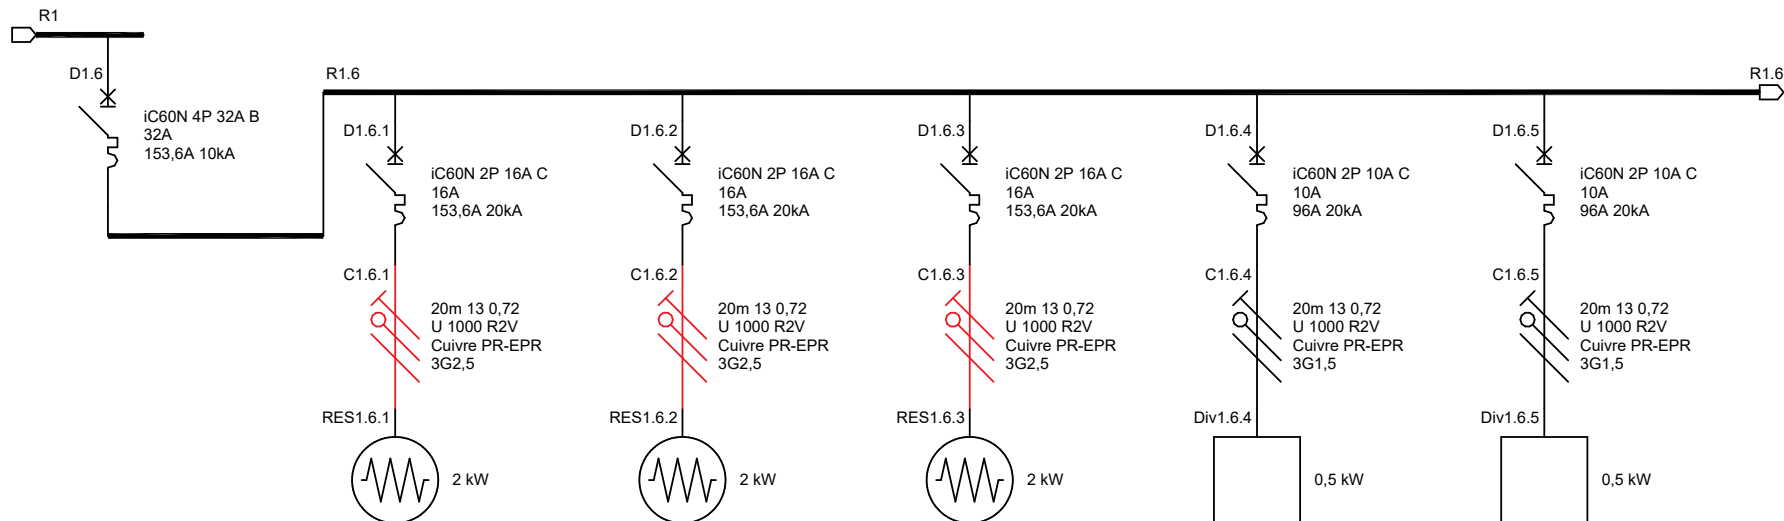 R1
D1.6
iC60N 4P 32A B
32A
153,6A 10kA
R1.6
R1.6
D1.6.1
iC60N 2P 16A C
16A
153,6A 20kA
C1.6.1
20m 13 0,72
U 1000 R2V
Cuivre PR-EPR
3G2,5
RES1.6.1
2 kW
D1.6.2
iC60N 2P 16A C
16A
153,6A 20kA
C1.6.2
20m 13 0,72
U 1000 R2V
Cuivre PR-EPR
3G2,5
RES1.6.2
2 kW
D1.6.3
iC60N 2P 16A C
16A
153,6A 20kA
C1.6.3
20m 13 0,72
U 1000 R2V
Cuivre PR-EPR
3G2,5
RES1.6.3
2 kW
D1.6.4
iC60N 2P 10A C
10A
96A 20kA
C1.6.4
20m 13 0,72
U 1000 R2V
Cuivre PR-EPR
3G1,5
Div1.6.4
0,5 kW
D1.6.5
iC60N 2P 10A C
10A
96A 20kA
C1.6.5
20m 13 0,72
U 1000 R2V
Cuivre PR-EPR
3G1,5
Div1.6.5
0,5 kW